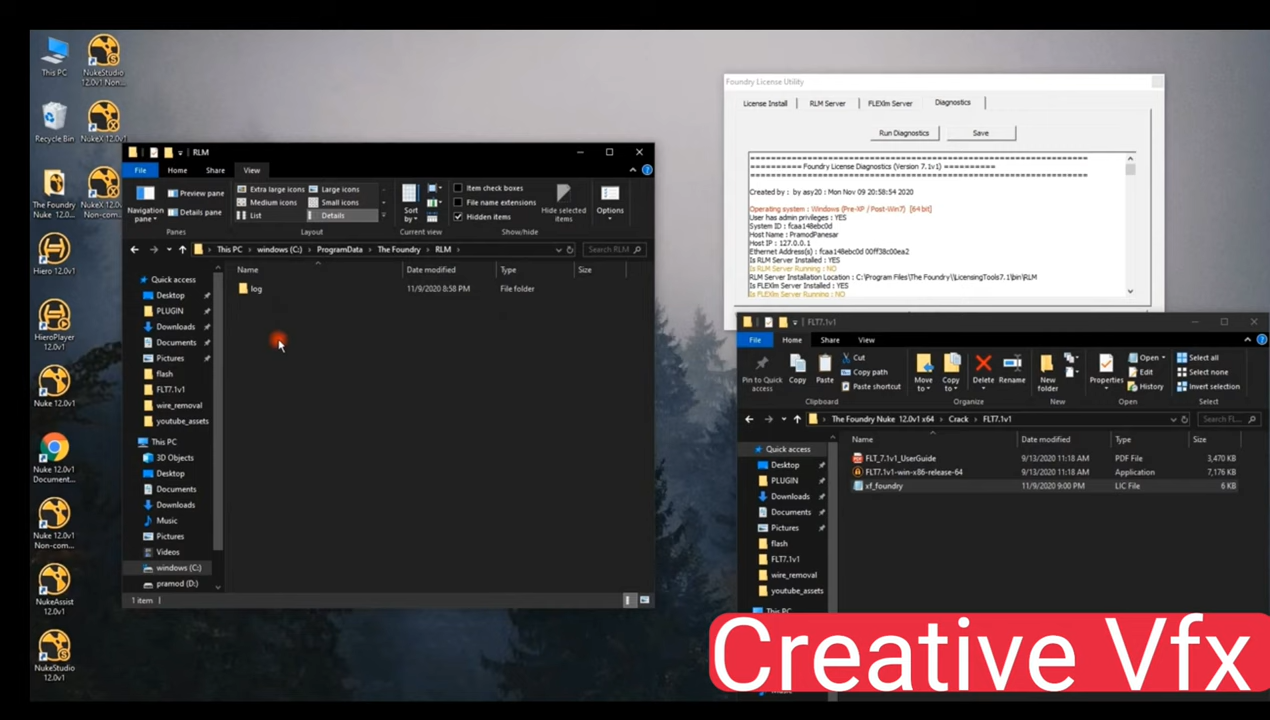 This PC
NukeStudio
12.0v1 Non...
Recycle Bin
NukeX 12.0v1
The Foundry
Nuke 12.0...
NukeX 12.0v1
Non-com...
Hiero 12.0v1
HieroPlayer
12.0v1
Nuke 12.0v1
Nuke 12.0v1
Document...
Nuke 12.0v1
Non-com...
NukeAssist
12.0v1
NukeStudio
12.0v1
RLM
File Home Share View
Navigation
pane
Preview pane
Details pane
Panes
Extra large icons
Large icons
Medium icons
Small icons
List
Details
Layout
Sort
by
Current view
Item check boxes
File name extensions
Hidden items
Hide selected
items
Show/hide
Options
This PC windows (C:) ProgramData The Foundry RLM
Search RLM
Name Date modified Type Size
log 11/9/2020 8:58 PM File folder
Quick access
Desktop
PLUGIN
Downloads
Documents
Pictures
flash
FLT7.1v1
wire_removal
youtube_assets
This PC
3D Objects
Desktop
Documents
Downloads
Music
Pictures
Videos
windows (C:)
pramod (D:)
1 item
Foundry License Utility
License Install RLM Server FLEXlm Server Diagnostics
Run Diagnostics Save
========== Foundry License Diagnostics (Version 7.1v1) ==========
Created by : by asy20 : Mon Nov 09 20:58:54 2020
Operating system : Windows (Pre-XP / Post-Win7) [64 bit]
User has admin privileges : YES
System ID : fcaa148ebc0d
Host Name : PramodPanesar
Host IP : 127.0.0.1
Ethernet Address(s) : fcaa148ebc0d 00ff38c00ea2
Is RLM Server Installed : YES
Is RLM Server Running : NO
RLM Server Installation Location : C:\Program Files\The Foundry\LicensingTools7.1\bin\RLM
Is FLEXlm Server Installed : YES
Is FLEXlm Server Running : NO
FLT7.1v1
File Home Share View
Pin to Quick
access
Copy
Paste
Cut
Copy path
Paste shortcut
Clipboard
Move
to
Copy
to
Delete
Rename
Organize
New
folder
New
Properties
Open
Edit
History
Open
Select all
Select none
Invert selection
Select
The Foundry Nuke 12.0v1 x64 Crack FLT7.1v1
Search FL...
Name Date modified Type Size
FLT_7.1v1_UserGuide 9/13/2020 11:18 AM PDF File 3,470 KB
FLT7.1v1-win-x86-release-64 9/13/2020 11:18 AM Application 7,176 KB
xf_foundry 11/9/2020 9:00 PM LIC File 6 KB
Quick access
Desktop
PLUGIN
Downloads
Documents
Pictures
flash
FLT7.1v1
wire_removal
youtube_assets
Creative Vfx